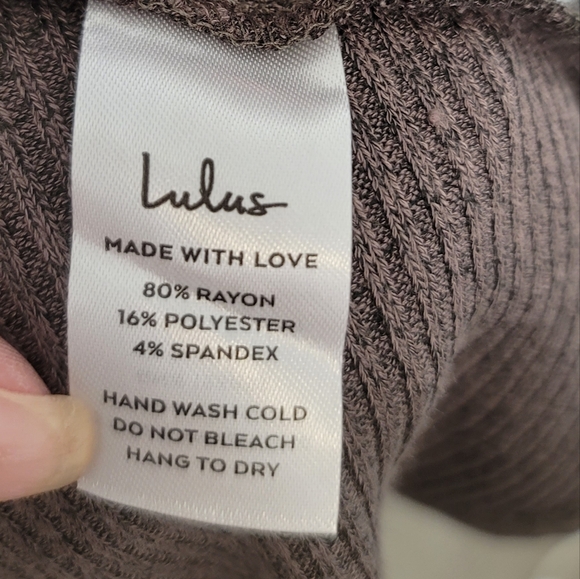 Lulus
MADE WITH LOVE
80% RAYON
16% POLYESTER
4% SPANDEX
HAND WASH COLD
DO NOT BLEACH
HANG TO DRY